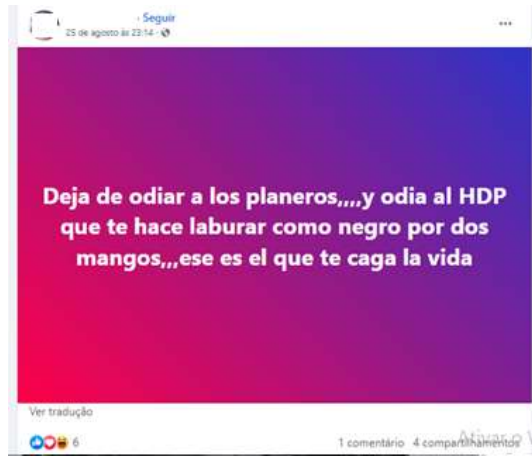 · Seguir
25 de agosto às 23:14 ·
Deja de odiar a los planeros,,,,y odia al HDP
que te hace laburar como negro por dos
mangos,,,ese es el que te caga la vida
Ver tradução
6
1 comentário 4 compartilhamentos
Ativar o